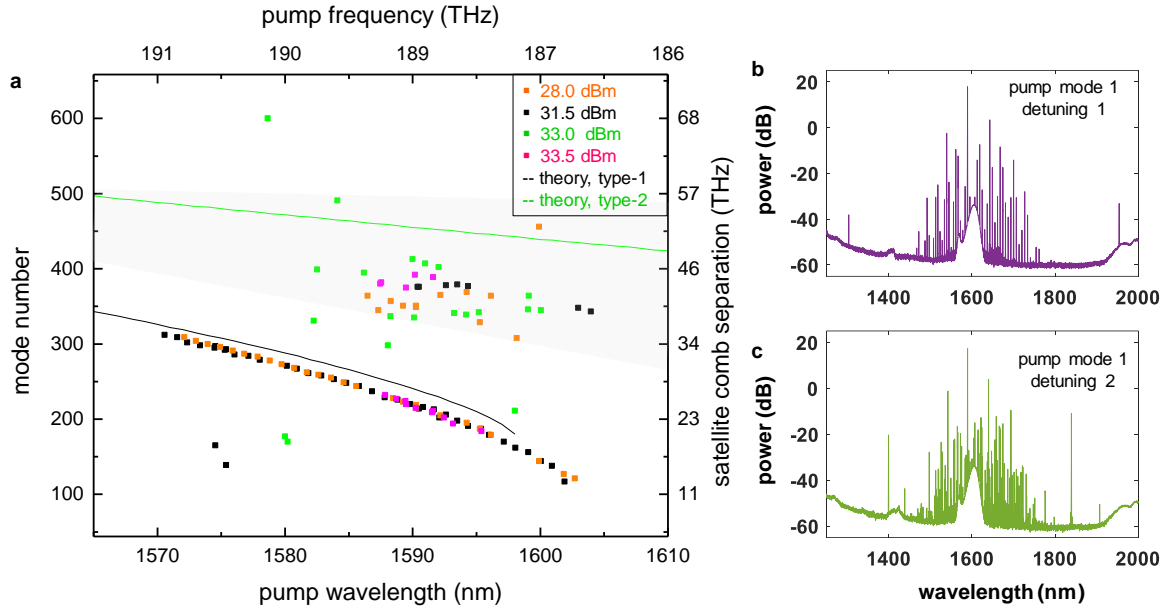 pump frequency (THz)
191 190 189 188 187 186
a
28.0 dBm
31.5 dBm
33.0 dBm
33.5 dBm
-- theory, type-1
-- theory, type-2
600
500
400
300
200
100
mode number
68
57
46
34
23
11
satellite comb separation (THz)
1570 1580 1590 1600 1610
pump wavelength (nm)
b
pump mode 1
detuning 1
20
0
-20
-40
-60
power (dB)
1400 1600 1800 2000
c
pump mode 1
detuning 2
20
0
-20
-40
-60
power (dB)
1400 1600 1800 2000
wavelength (nm)